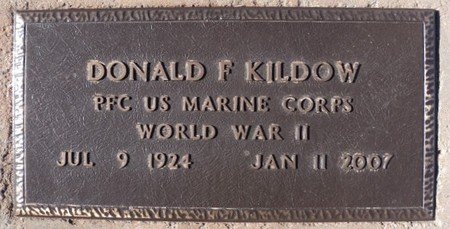 DONALD F KILDOW
PFC US MARINE CORPS
WORLD WAR II
JUL 9 1924 JAN 11 2007